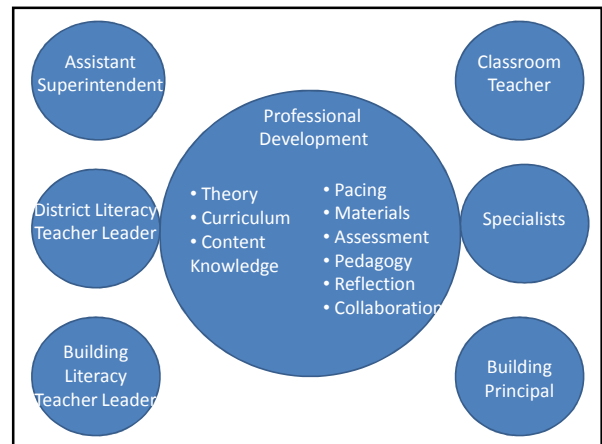 Assistant
Superintendent
District Literacy
Teacher Leader
Building
Literacy
Teacher Leader
Professional
Development
• Theory
• Curriculum
• Content
Knowledge
• Pacing
• Materials
• Assessment
• Pedagogy
• Reflection
• Collaboration
Classroom
Teacher
Specialists
Building
Principal